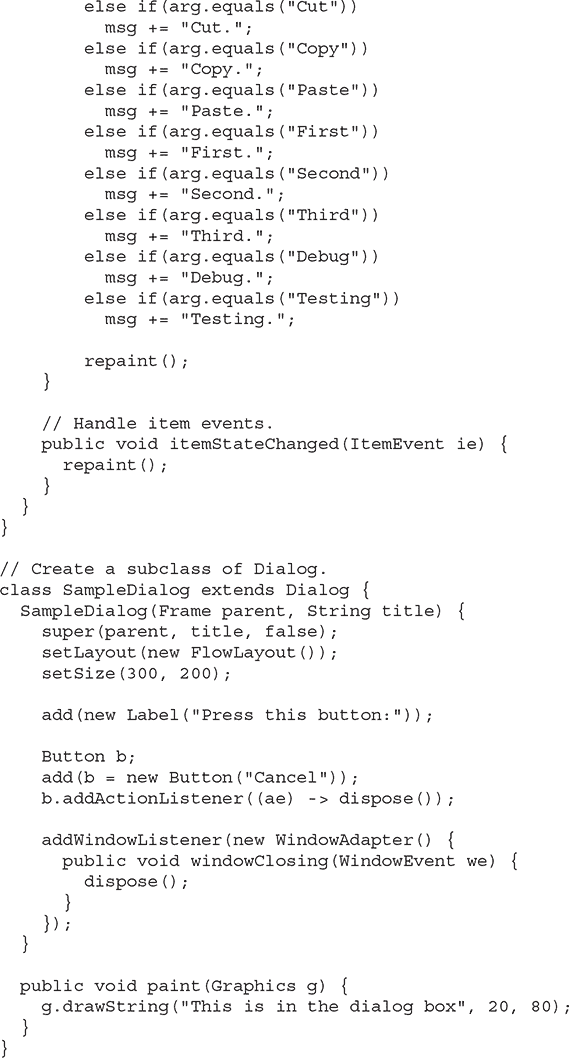 else if(arg.equals("Cut"))
          msg += "Cut.";
        else if(arg.equals("Copy"))
          msg += "Copy.";
        else if(arg.equals("Paste"))
          msg += "Paste.";
        else if(arg.equals("First"))
          msg += "First.";
        else if(arg.equals("Second"))
          msg += "Second.";
        else if(arg.equals("Third"))
          msg += "Third.";
        else if(arg.equals("Debug"))
          msg += "Debug.";
        else if(arg.equals("Testing"))
          msg += "Testing.";

        repaint();
    }

    // Handle item events.
    public void itemStateChanged(ItemEvent ie) {
      repaint();
    }
  }
}

// Create a subclass of Dialog.
class SampleDialog extends Dialog {
  SampleDialog(Frame parent, String title) {
    super(parent, title, false);
    setLayout(new FlowLayout());
    setSize(300, 200);

    add(new Label("Press this button:"));

    Button b;
    add(b = new Button("Cancel"));
    b.addActionListener((ae) -> dispose());

    addWindowListener(new WindowAdapter() {
      public void windowClosing(WindowEvent we) {
        dispose();
      }
    });
  }

  public void paint(Graphics g) {
    g.drawString("This is in the dialog box", 20, 80);
  }
}